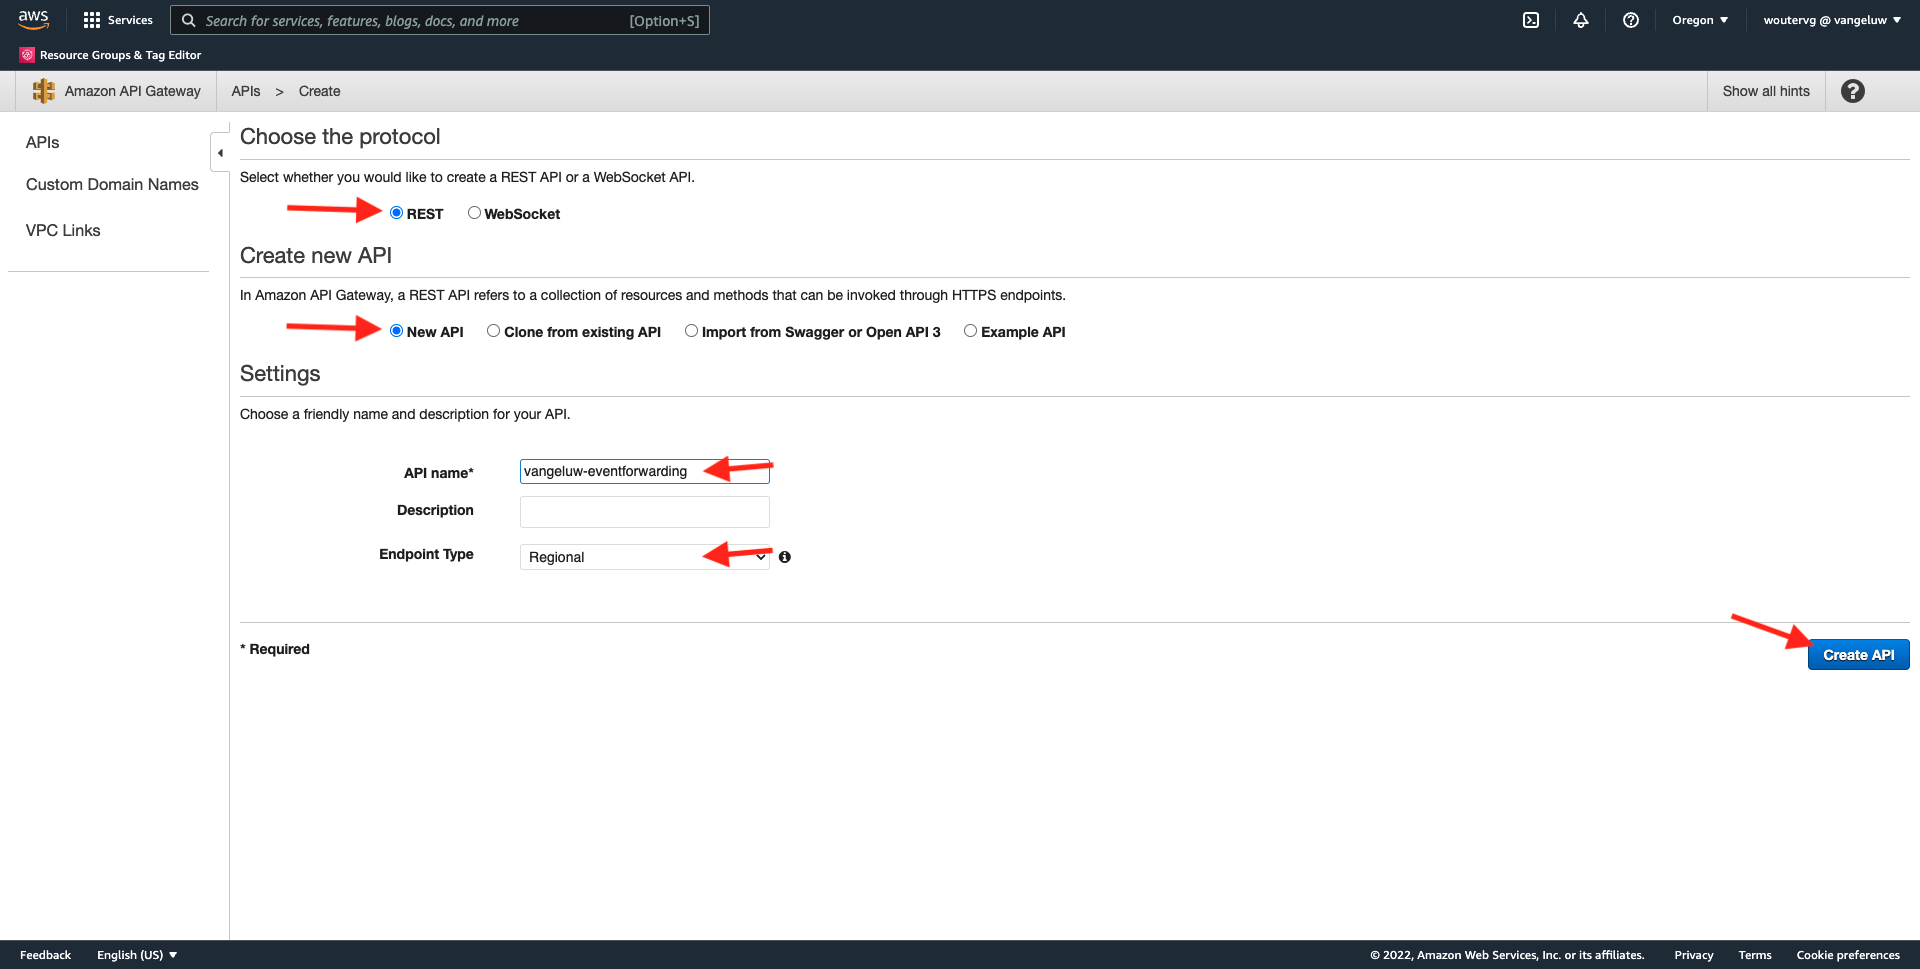 aws Services Search for services, features, blogs, docs, and more [Option+S] Oregon ▼ woutervg @ vangeluw ▼
Resource Groups & Tag Editor
Amazon API Gateway APIs > Create Show all hints
APIs
Custom Domain Names
VPC Links
Choose the protocol
Select whether you would like to create a REST API or a WebSocket API.
REST WebSocket
Create new API
In Amazon API Gateway, a REST API refers to a collection of resources and methods that can be invoked through HTTPS endpoints.
New API Clone from existing API Import from Swagger or Open API 3 Example API
Settings
Choose a friendly name and description for your API.
API name* vangeluw-eventforwarding
Description
Endpoint Type Regional
* Required
Create API
Feedback English (US) ▼ © 2022, Amazon Web Services, Inc. or its affiliates. Privacy Terms Cookie preferences